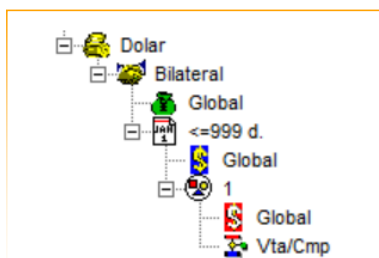 Dolar
Bilateral
Global
<=999 d.
Global
1
Global
Vta/Cmp